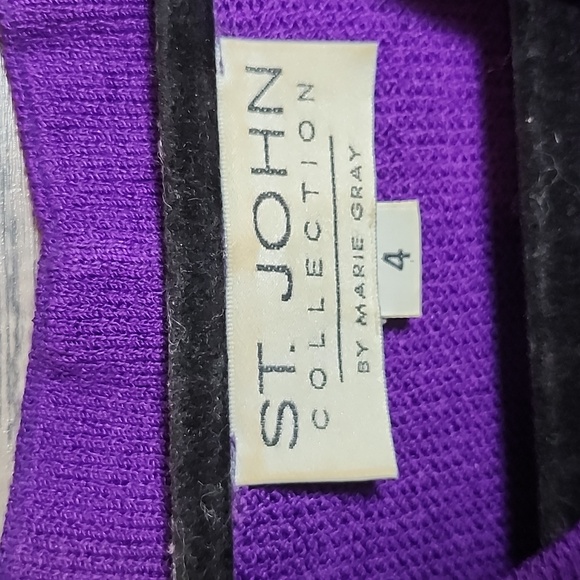 ST. JOHN
COLLECTION
BY MARIE GRAY
4